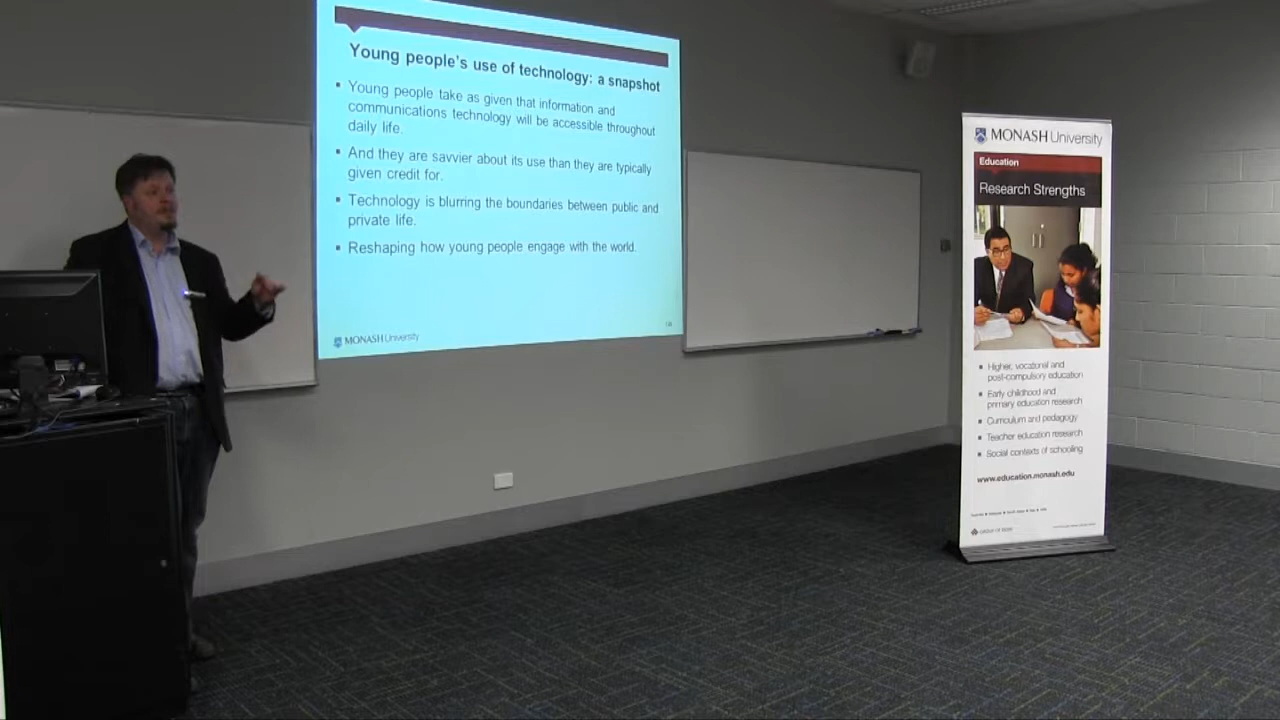 Young people's use of technology: a snapshot
▪ Young people take as given that information and
communications technology will be accessible throughout
daily life.
▪ And they are savvier about its use than they are typically
given credit for.
▪ Technology is blurring the boundaries between public and
private life.
▪ Reshaping how young people engage with the world.
MONASH University
MONASH University
Education
Research Strengths
▪ Higher, vocational and
post-compulsory education
▪ Early childhood and
primary education research
▪ Curriculum and pedagogy
▪ Teacher education research
▪ Social contexts of schooling
www.education.monash.edu